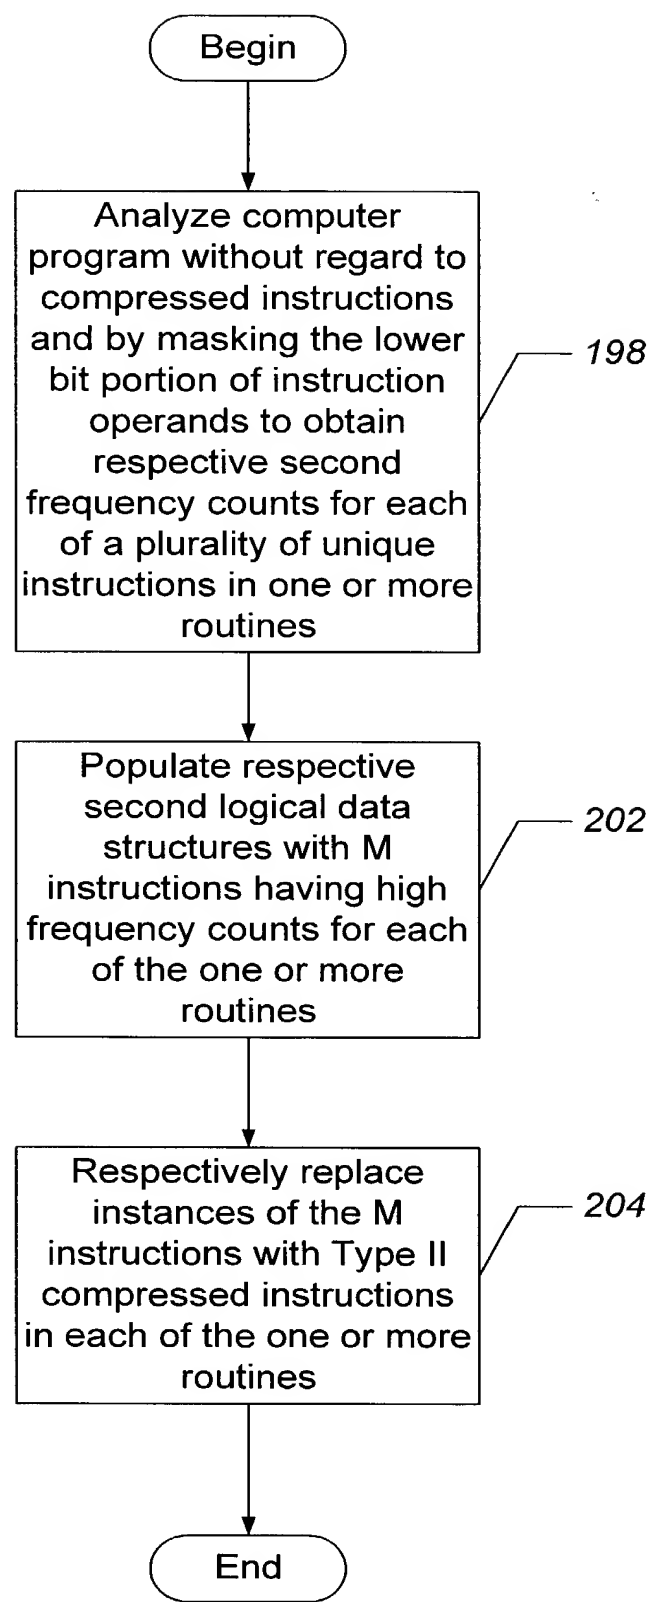 Begin
Analyze computer
program without regard to
compressed instructions
and by masking the lower
bit portion of instruction
operands to obtain
respective second
frequency counts for each
of a plurality of unique
instructions in one or more
routines
198
Populate respective
second logical data
structures with M
instructions having high
frequency counts for each
of the one or more
routines
202
Respectively replace
instances of the M
instructions with Type II
compressed instructions
in each of the one or more
routines
204
End